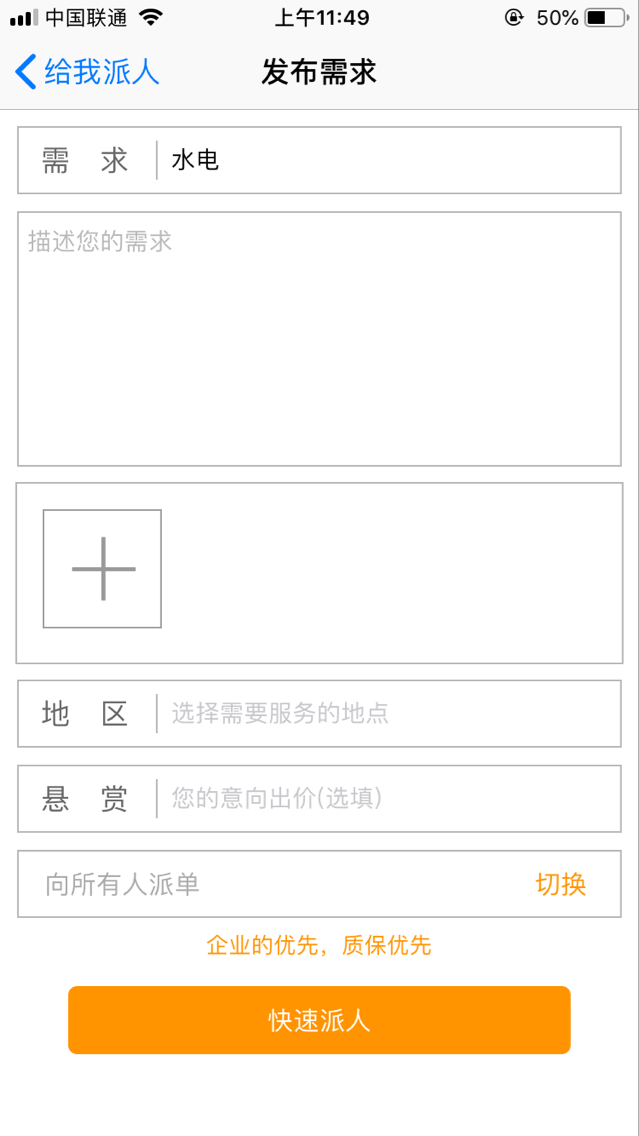 中国联通 上午11:49 50%
给我派人 发布需求
需 求 水电
描述您的需求
地 区 选择需要服务的地点
悬 赏 您的意向出价(选填)
向所有人派单 切换
企业的优先，质保优先
快速派人